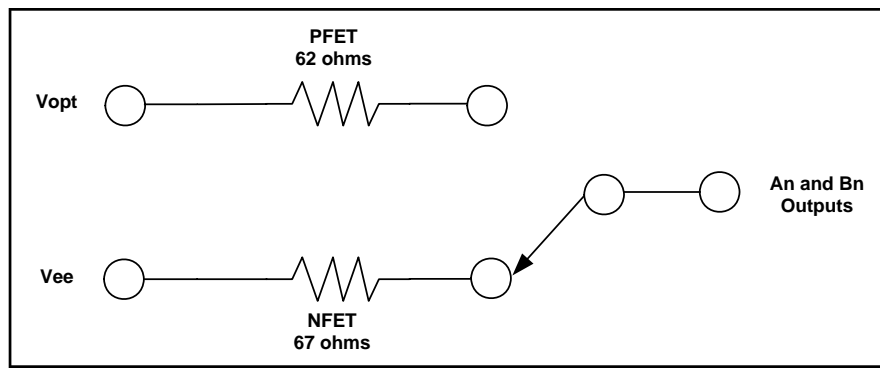 PFET
62 ohms
Vopt
An and Bn
Outputs
Vee
NFET
67 ohms